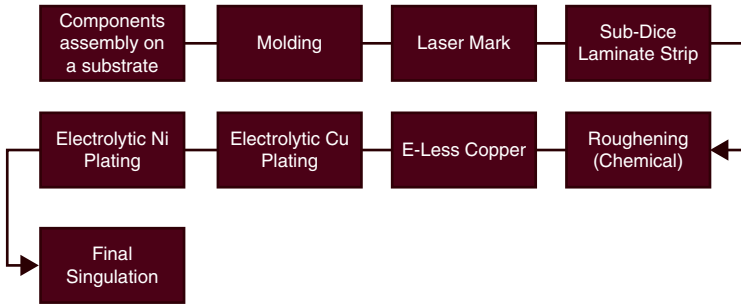 Components
assembly on
a substrate
Molding
Laser Mark
Sub-Dice
Laminate Strip
Roughening
(Chemical)
E-Less Copper
Electrolytic Cu
Plating
Electrolytic Ni
Plating
Final
Singulation